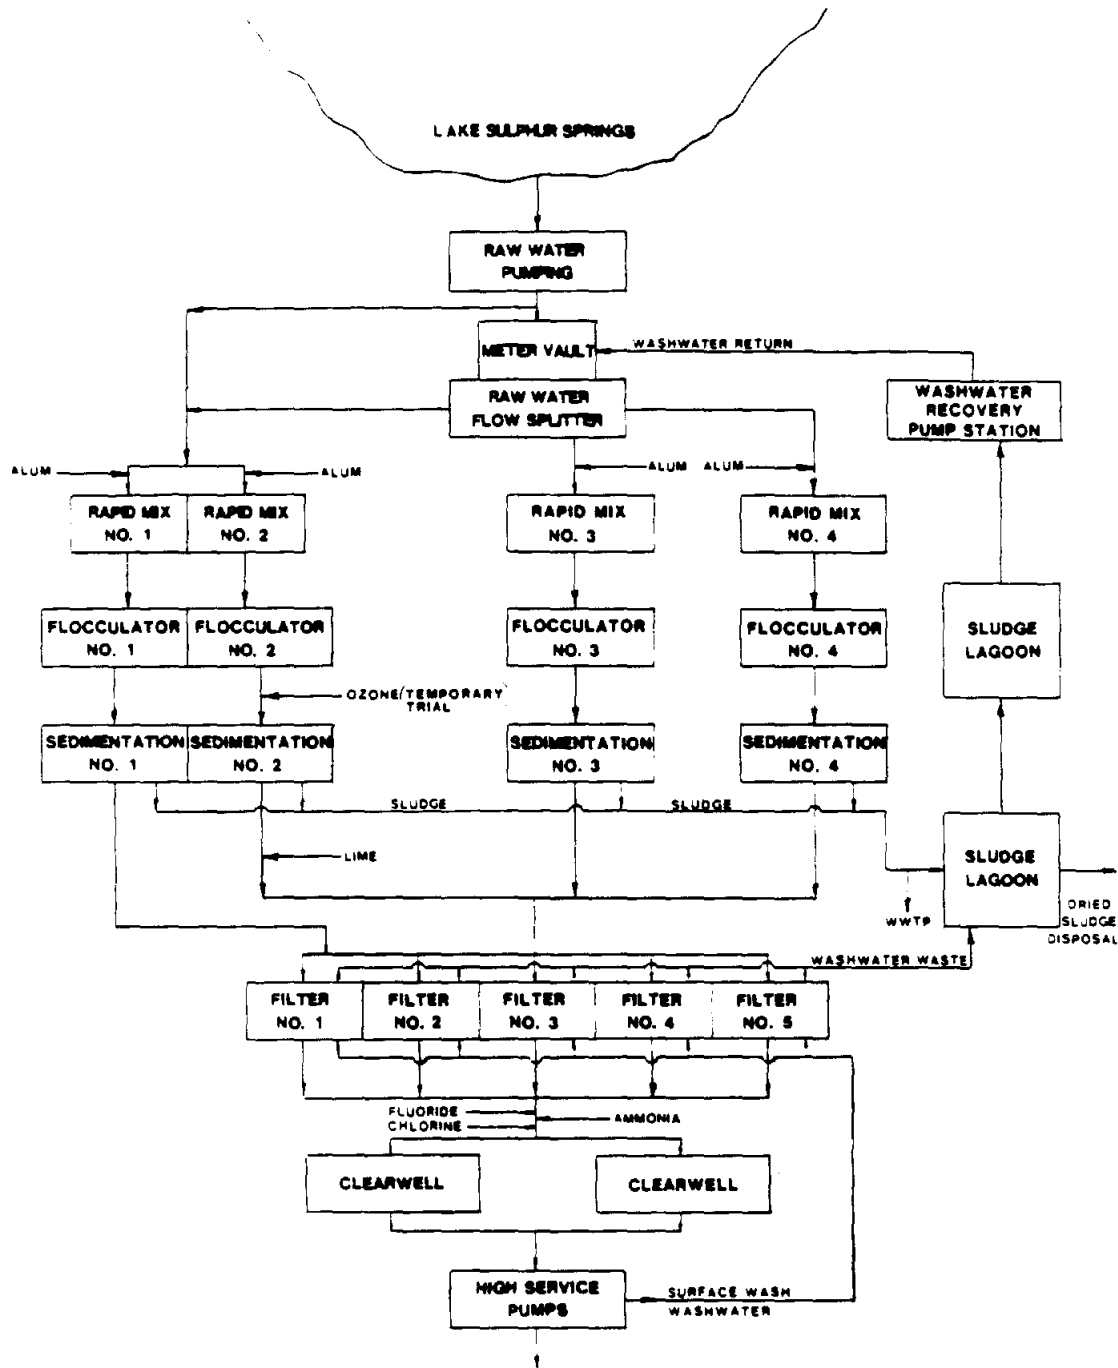 LAKE SULPHUR SPRINGS
RAW WATER
PUMPING
METER VAULT
WASHWATER RETURN
RAW WATER
FLOW SPLITTER
WASHWATER
RECOVERY
PUMP STATION
ALUM
ALUM
ALUM
ALUM
RAPID MIX
NO. 1
RAPID MIX
NO. 2
RAPID MIX
NO. 3
RAPID MIX
NO. 4
FLOCCULATOR
NO. 1
FLOCCULATOR
NO. 2
FLOCCULATOR
NO. 3
FLOCCULATOR
NO. 4
SLUDGE
LAGOON
OZONE(TEMPORARY
TRIAL
SEDIMENTATION
NO. 1
SEDIMENTATION
NO. 2
SEDIMENTATION
NO. 3
SEDIMENTATION
NO. 4
SLUDGE
SLUDGE
LIME
SLUDGE
LAGOON
WWTP
DRIED
SLUDGE
DISPOSAL
WASHWATER WASTE
FILTER
NO. 1
FILTER
NO. 2
FILTER
NO. 3
FILTER
NO. 4
FILTER
NO. 5
FLUORIDE
CHLORINE
AMMONIA
CLEARWELL
CLEARWELL
HIGH SERVICE
PUMPS
SURFACE WASH
WASHWATER